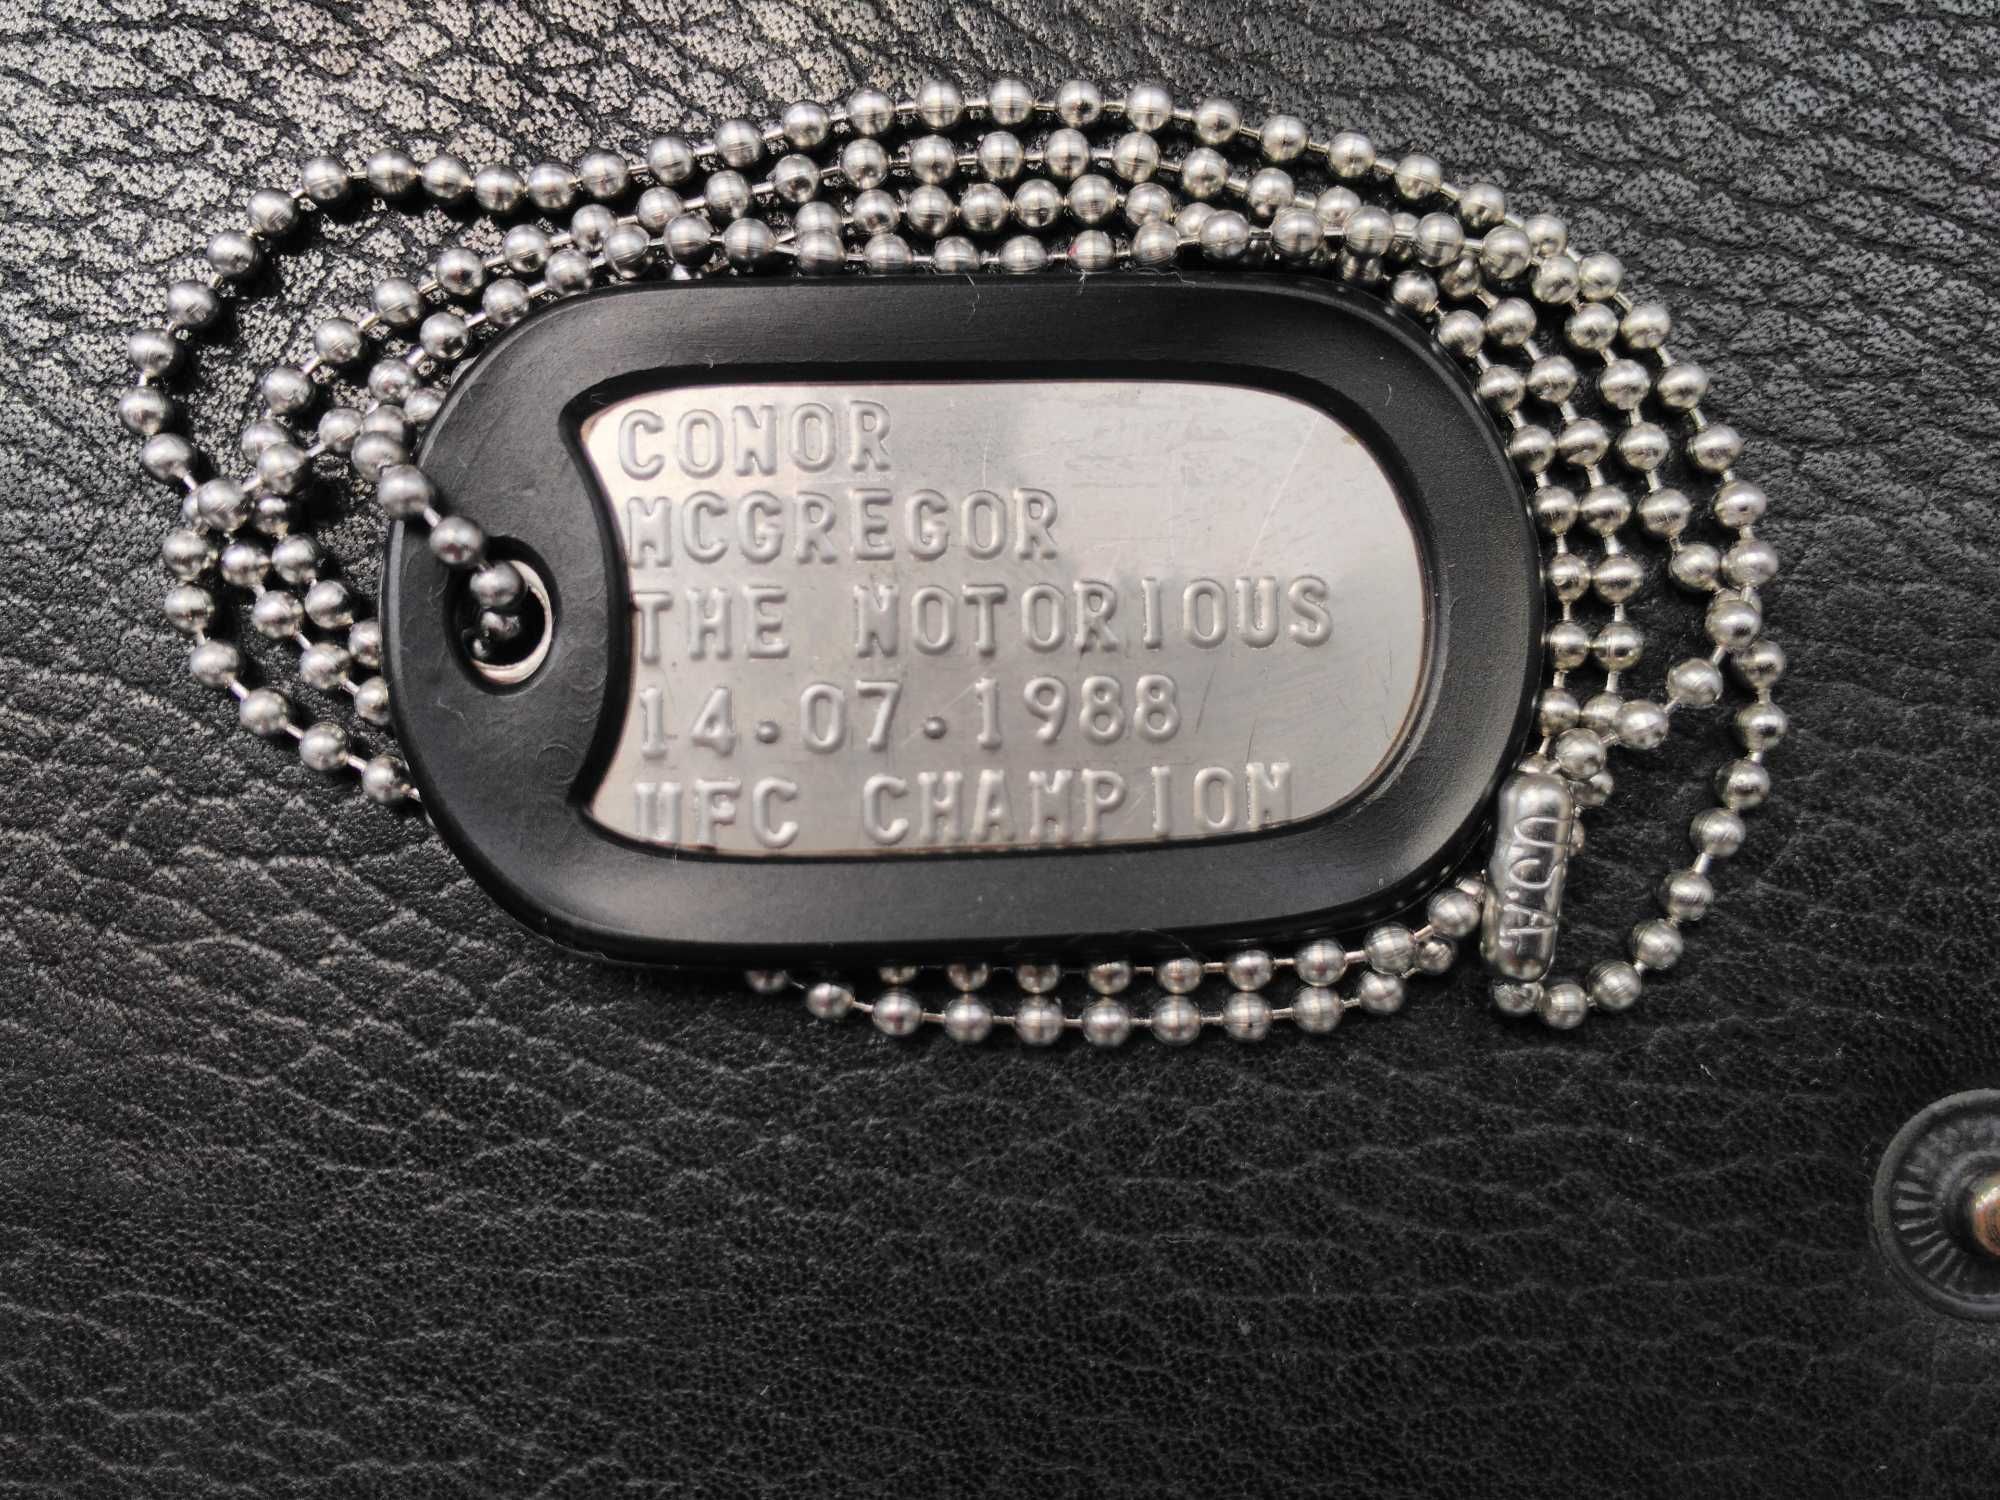 CONOR
MCGREGOR
THE NOTORIOUS
14.07.1988
UFC CHAMPION
U.S.A